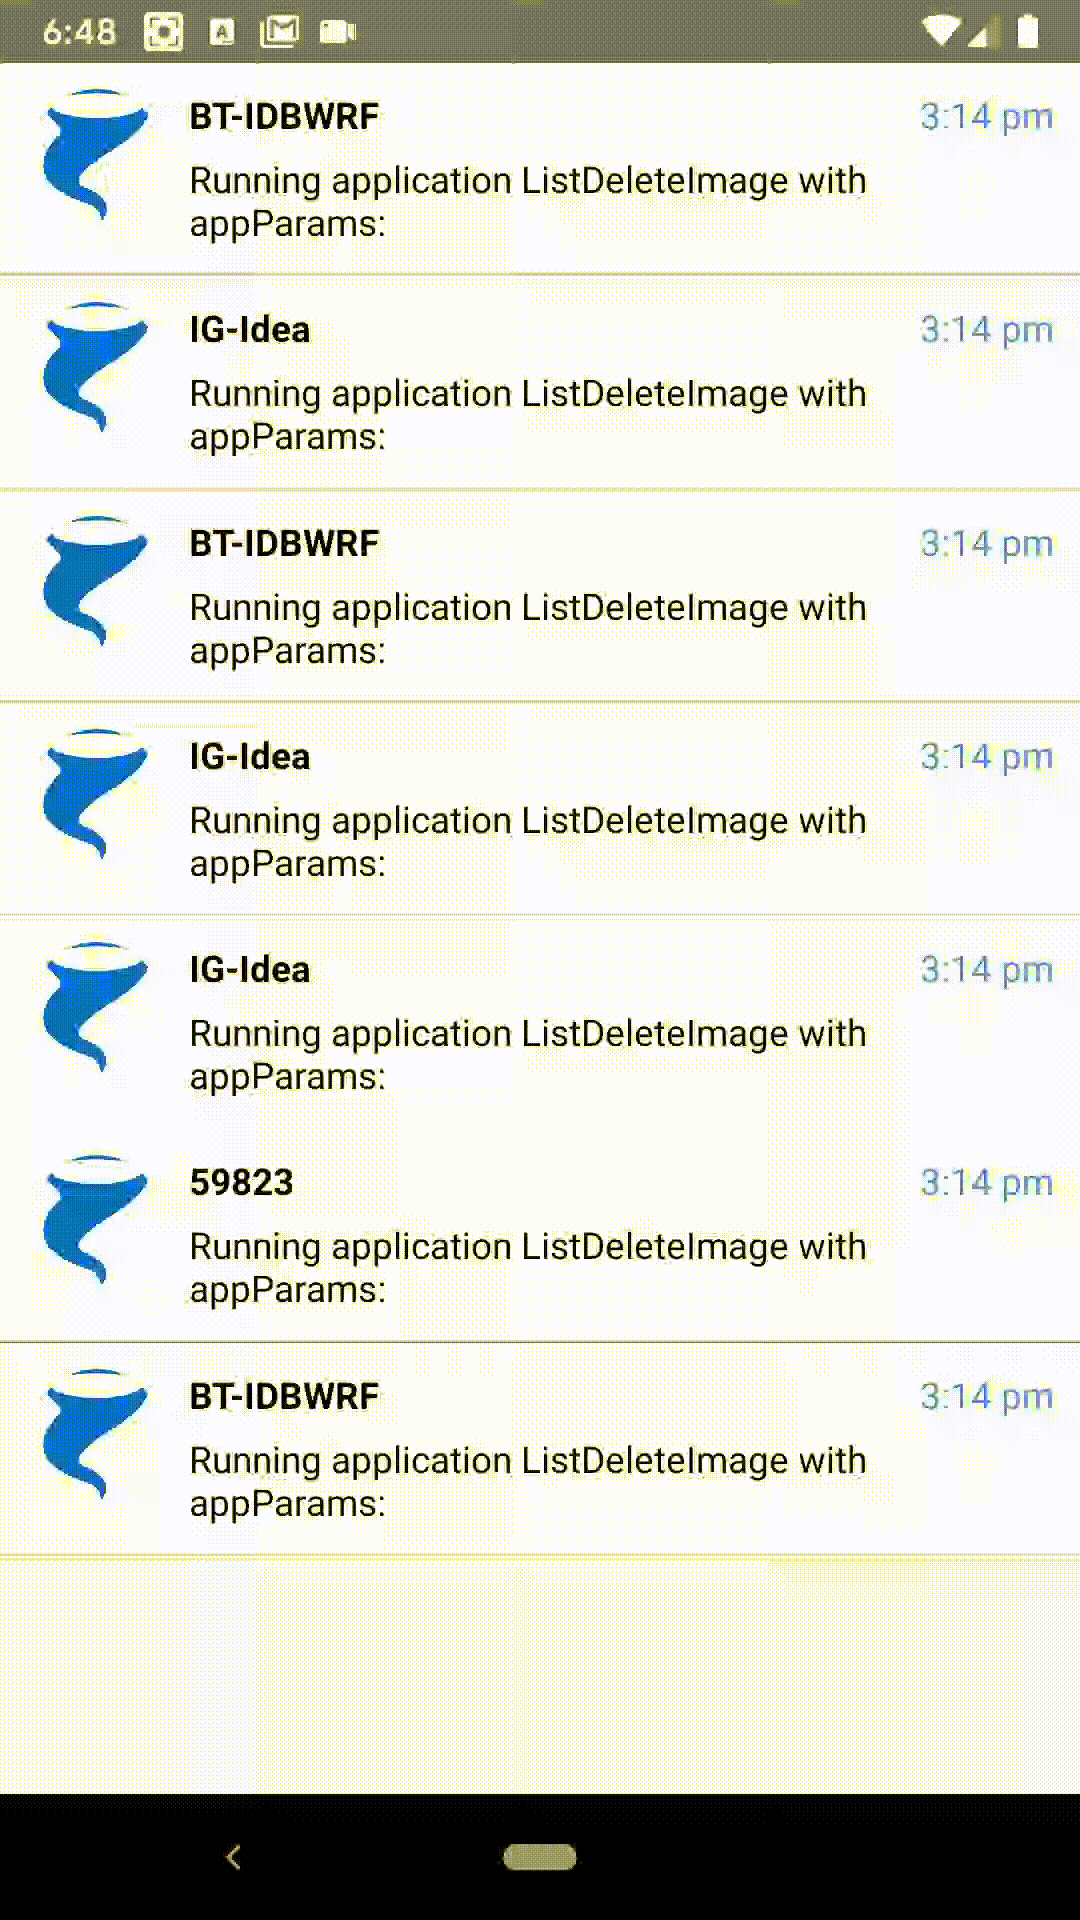 6:48
A
BT-IDBWRF 3:14 pm
Running application ListDeleteImage with
appParams:
IG-Idea 3:14 pm
Running application ListDeleteImage with
appParams:
BT-IDBWRF 3:14 pm
Running application ListDeleteImage with
appParams:
IG-Idea 3:14 pm
Running application ListDeleteImage with
appParams:
IG-Idea 3:14 pm
Running application ListDeleteImage with
appParams:
59823 3:14 pm
Running application ListDeleteImage with
appParams:
BT-IDBWRF 3:14 pm
Running application ListDeleteImage with
appParams: